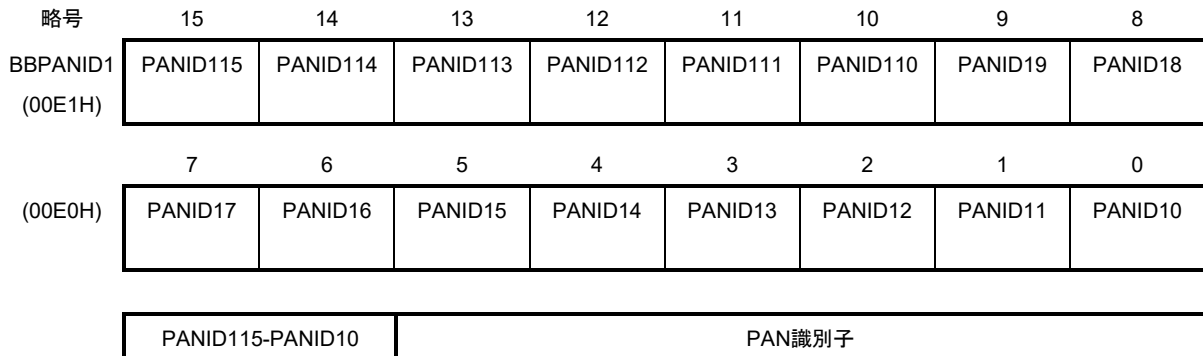 略号 15 14 13 12 11 10 9 8
BBPANID1 PANID115 PANID114 PANID113 PANID112 PANID111 PANID110 PANID19 PANID18
(00E1H)
7 6 5 4 3 2 1 0
(00E0H) PANID17 PANID16 PANID15 PANID14 PANID13 PANID12 PANID11 PANID10
PANID115-PANID10 PAN識別子